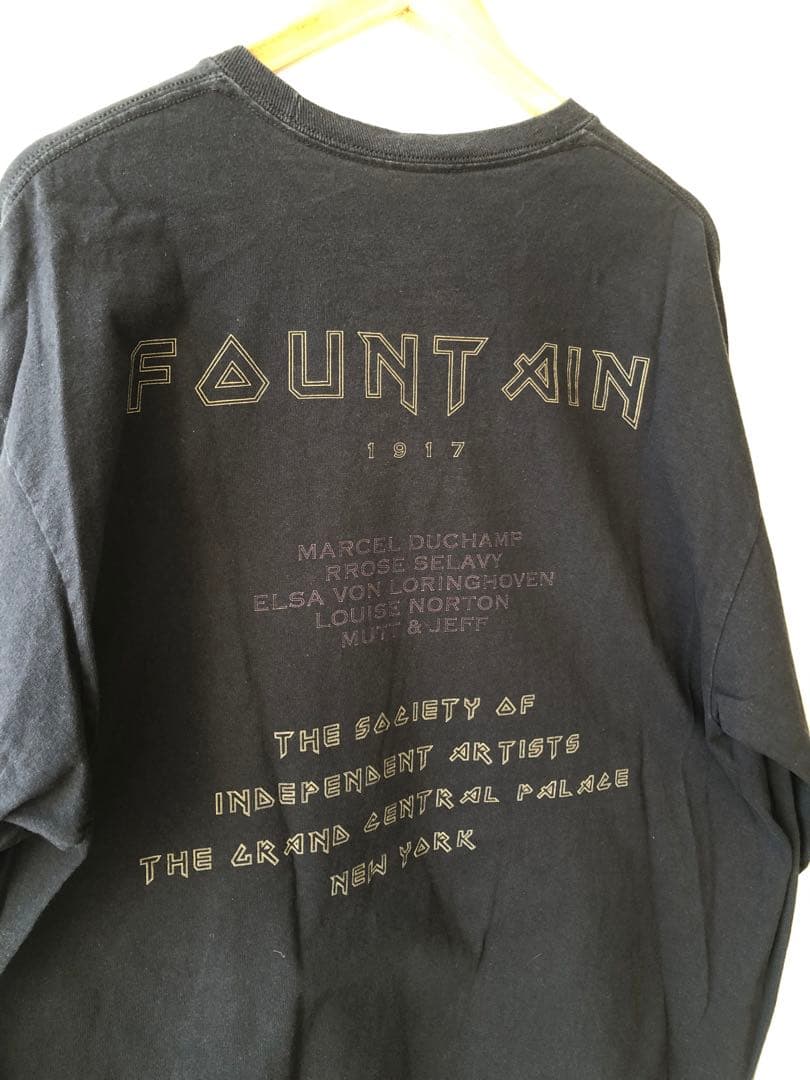 FOUNTAIN
1917
MARCEL DUCHAMP
RROSE SELAVY
ELSA VON LORINGHOVEN
LOUISE NORTON
MUTT & JEFF
THE SOCIETY OF
INDEPENDENT ARTISTS
THE GRAND CENTRAL PALACE
NEW YORK